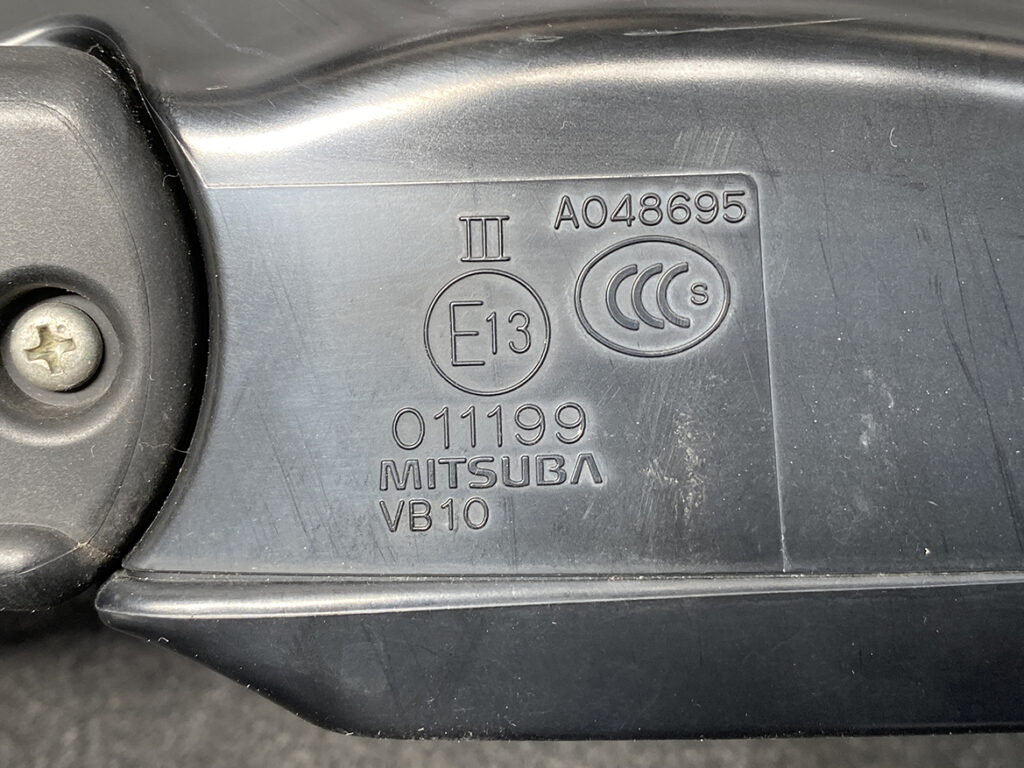 III
E13
011199
MITSUBA
VB10
A048695
CCC S